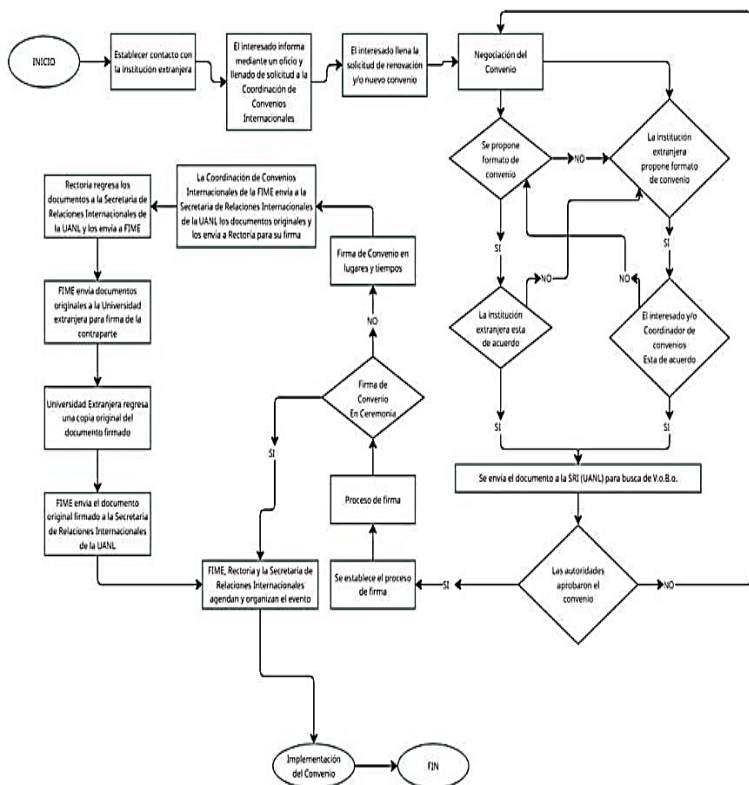 INICIO
Establecer contacto con
la institución extranjera
El interesado informa
mediante un oficio y
llenado de solicitud a la
Coordinación de
Convenios
Internacionales
El interesado llena la
solicitud de renovación
y/o nuevo convenio
Negociación del
Convenio
Se propone
formato de
convenio
NO
La
institución
extranjera
propone formato
de convenio
SI
SI
NO
NO
La institución
extranjera esta
de acuerdo
El interesado y/o
Coordinador de
convenios
Esta de acuerdo
SI
SI
Se envía el documento a la SRI (UANL) para busca de V.o.B.o.
Las autoridades
aprobaron el
convenio
NO
SI
Se establece el proceso
de firma
Proceso de firma
Firma de
Convenio
En Ceremonia
NO
SI
Firma de Convenio en
lugares y tiempos
La Coordinación de Convenios
Internacionales de la FIME envía a la
Secretaria de Relaciones Internacionales
de la UANL los documentos originales y
los envía a Rectoría para su firma
Rectoría regresa los
documentos a la Secretaria de
Relaciones Internacionales de
la UANL y los envía a FIME
FIME envía documentos
originales a la Universidad
extranjera para firma de la
contraparte
Universidad Extranjera regresa
una copia original del
documento firmado
FIME envía el documento
original firmado a la Secretaria
de Relaciones Internacionales
de la UANL
FIME, Rectoría y la Secretaria de
Relaciones Internacionales
agendan y organizan el evento
Implementación
del Convenio
FIN